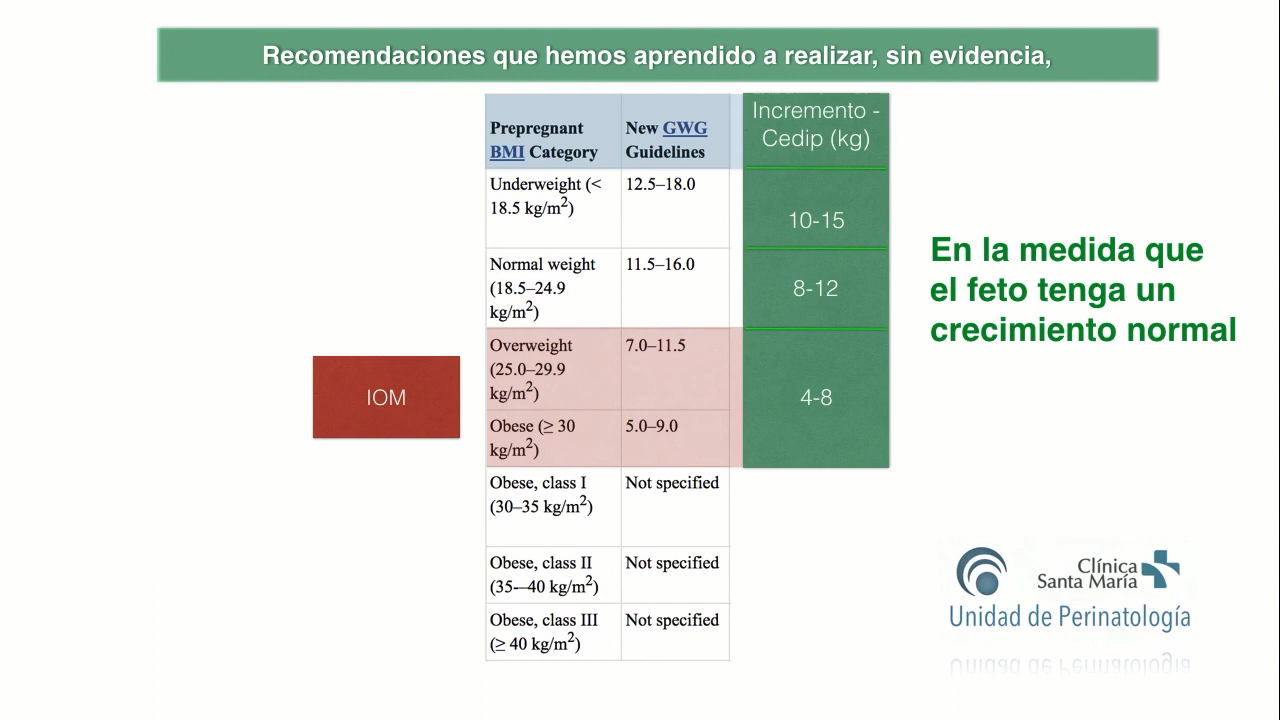 Recomendaciones que hemos aprendido a realizar, sin evidencia,
Prepregnant
BMI Category
New GWG
Guidelines
Incremento -
Cedip (kg)
Underweight (<
18.5 kg/m²)
12.5–18.0
10-15
Normal weight
(18.5–24.9
kg/m²)
11.5–16.0
8-12
Overweight
(25.0–29.9
kg/m²)
7.0–11.5
4-8
Obese (≥ 30
kg/m²)
5.0–9.0
Obese, class I
(30–35 kg/m²)
Not specified
Obese, class II
(35-–40 kg/m²)
Not specified
Obese, class III
(≥ 40 kg/m²)
Not specified
IOM
En la medida que
el feto tenga un
crecimiento normal
Clínica
Santa María
Unidad de Perinatología